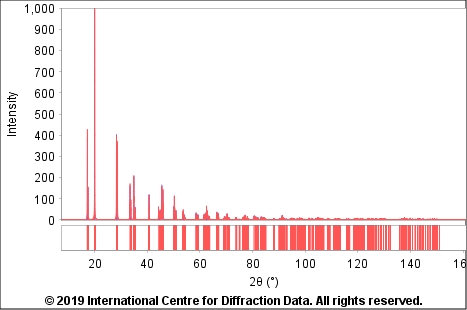 1,000
900
800
700
600
500
400
300
200
100
0
Intensity
20 40 60 80 100 120 140 16
2θ (°)
© 2019 International Centre for Diffraction Data. All rights reserved.